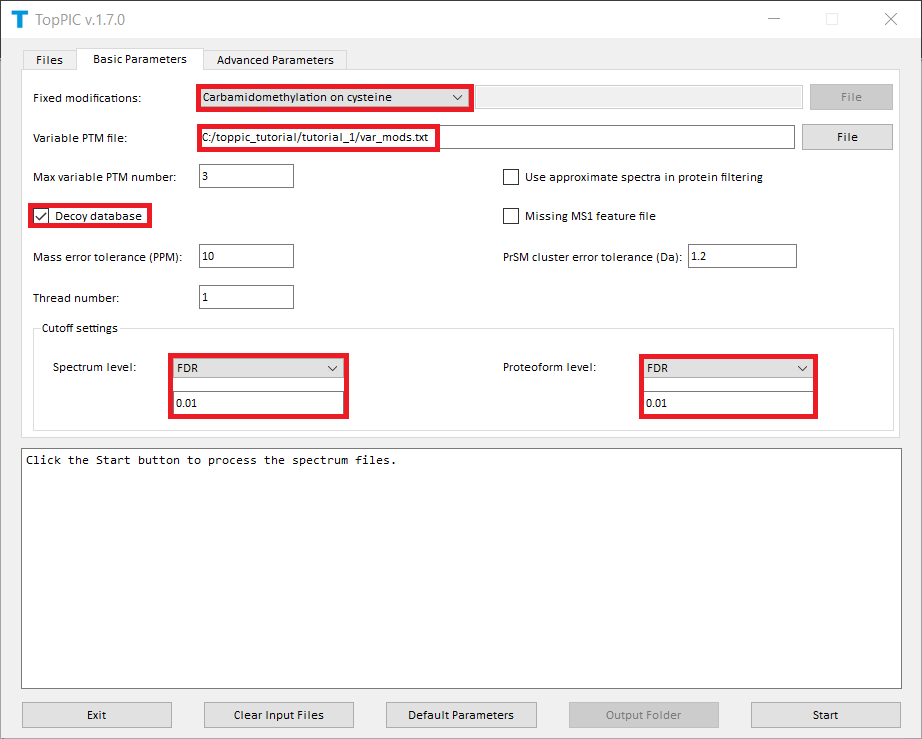 TopPIC v.1.7.0
Files Basic Parameters Advanced Parameters
Fixed modifications: Carbamidomethylation on cysteine File
Variable PTM file: C:/toppic_tutorial/tutorial_1/var_mods.txt File
Max variable PTM number: 3 Use approximate spectra in protein filtering
Decoy database Missing MS1 feature file
Mass error tolerance (PPM): 10 PrSM cluster error tolerance (Da): 1.2
Thread number: 1
Cutoff settings
Spectrum level: FDR Proteoform level: FDR
0.01 0.01
Click the Start button to process the spectrum files.
Exit Clear Input Files Default Parameters Output Folder Start